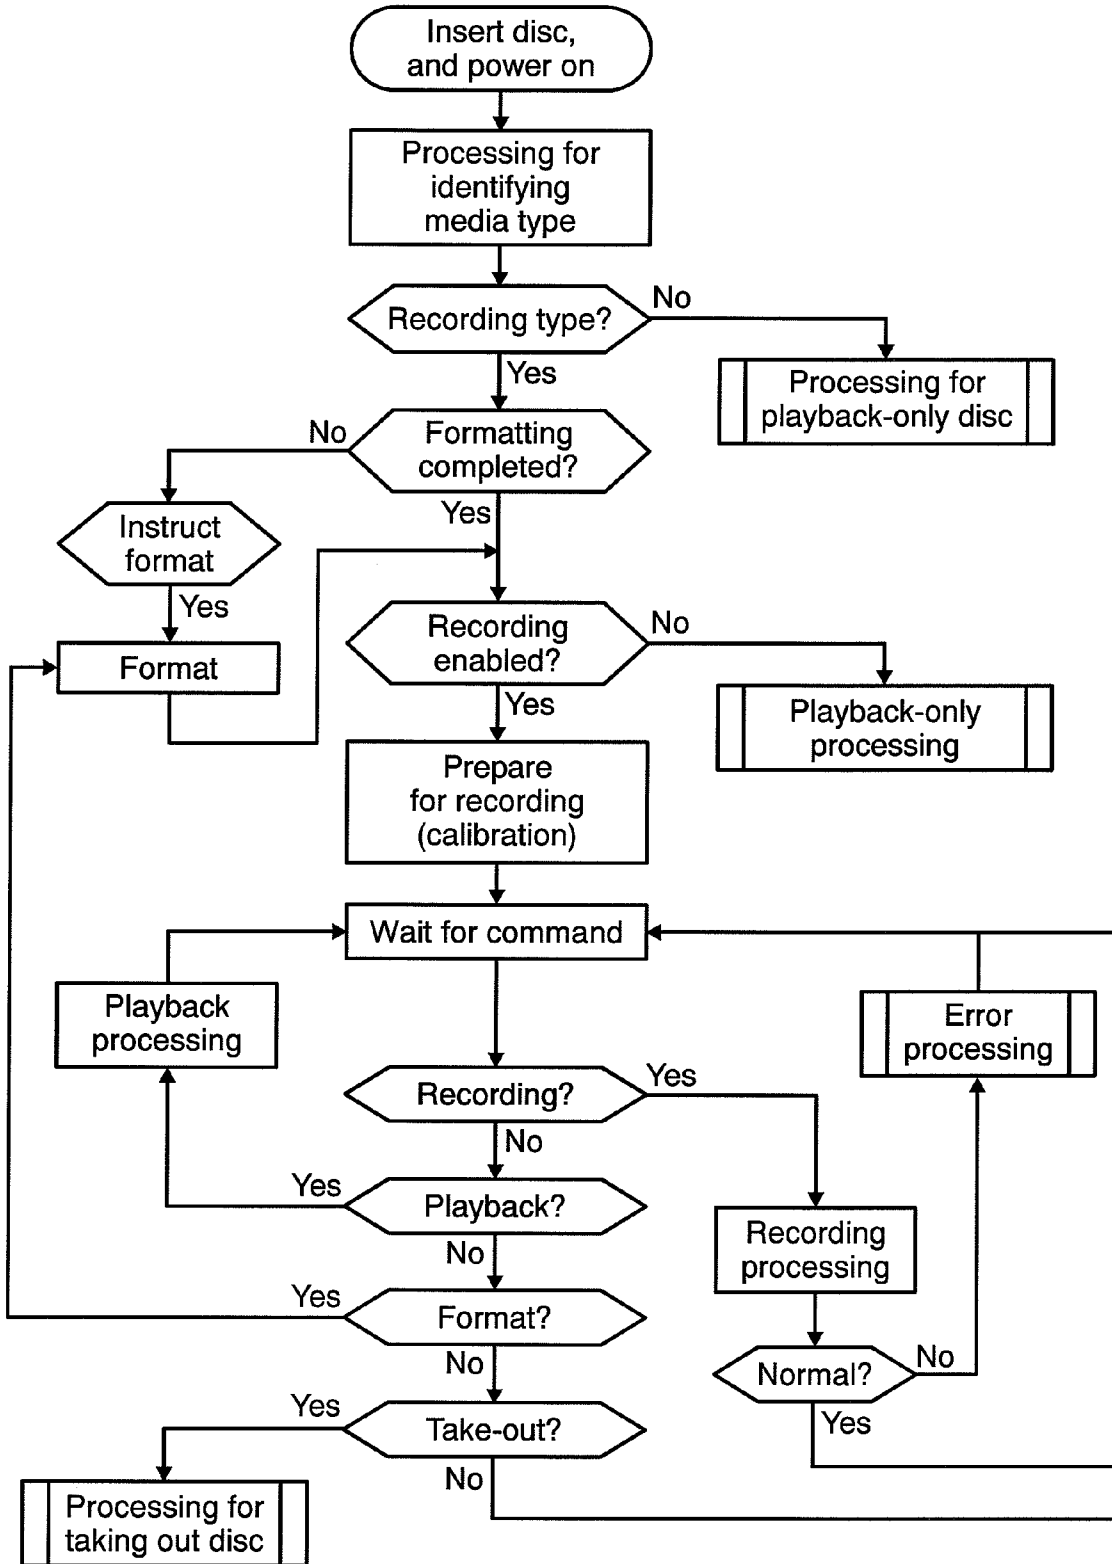 Insert disc,
and power on
Processing for
identifying
media type
Recording type?
No
Yes
Processing for
playback-only disc
No
Formatting
completed?
Yes
Instruct
format
Yes
Format
Recording
enabled?
No
Yes
Playback-only
processing
Prepare
for recording
(calibration)
Wait for command
Playback
processing
Error
processing
Recording?
Yes
No
Yes
Playback?
No
Recording
processing
Yes
Format?
No
Normal?
No
Yes
Yes
Take-out?
No
Processing for
taking out disc